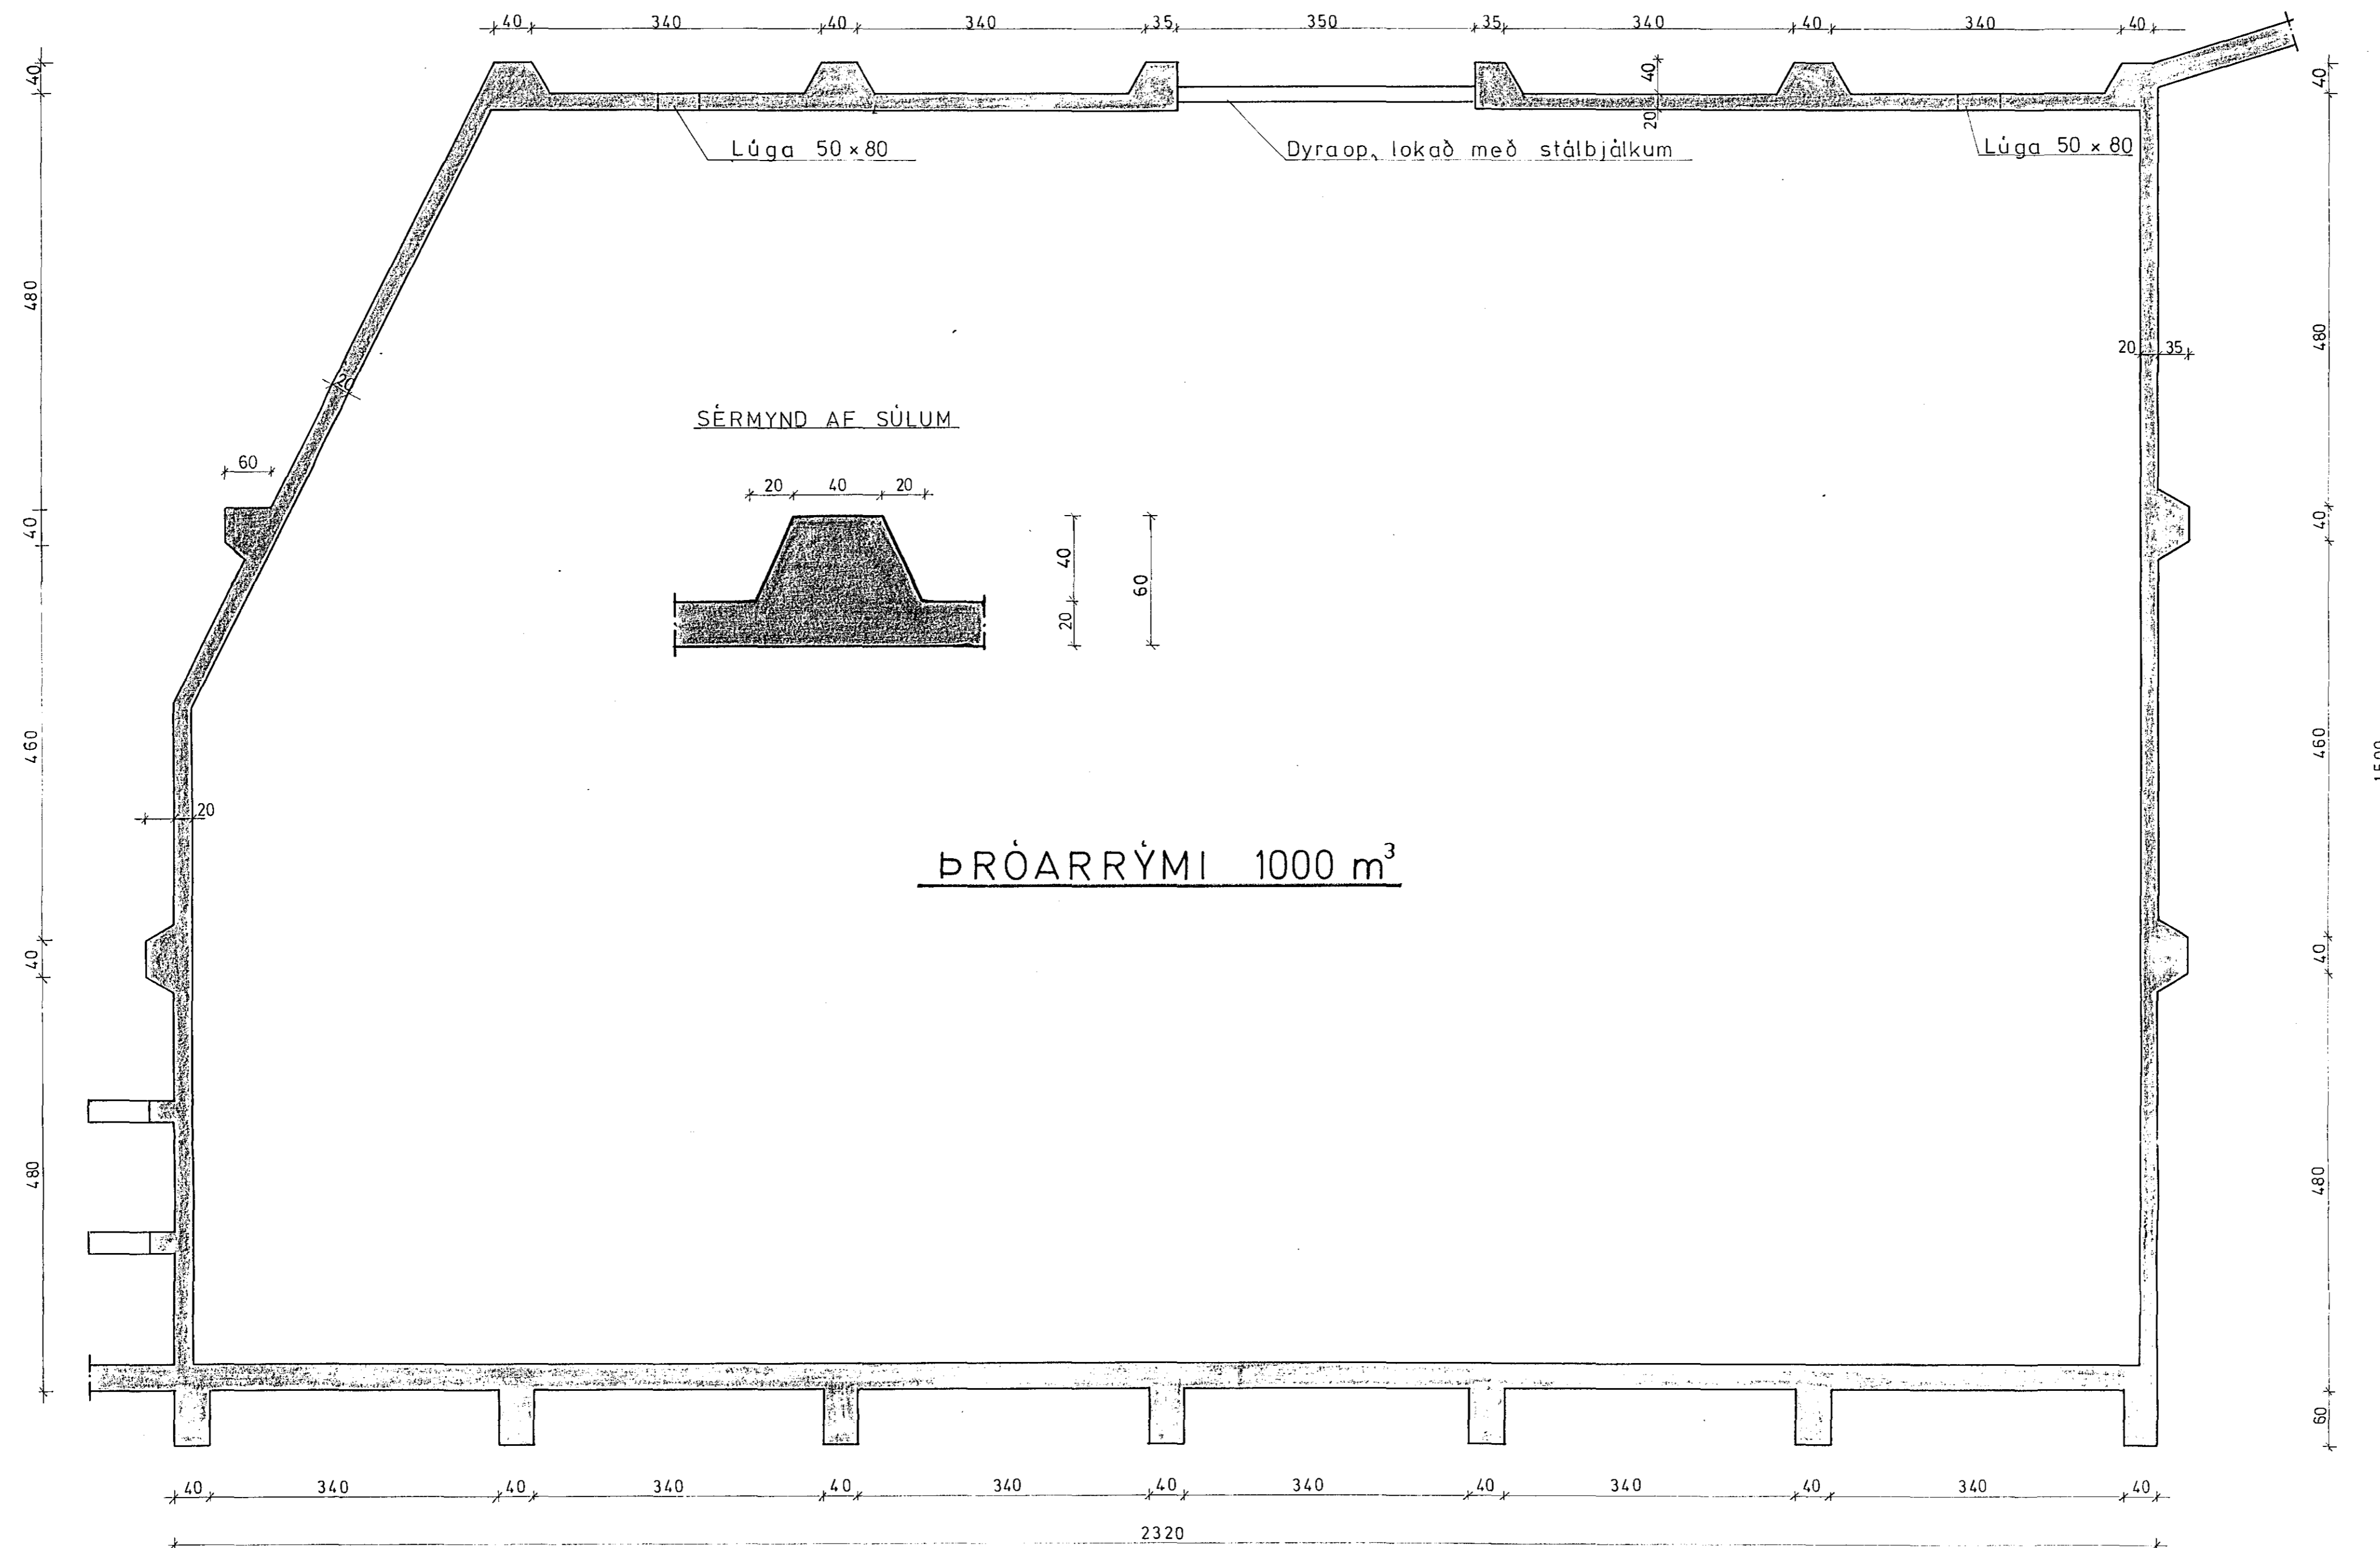 40 340 40 340 35 350 35 340 40 340 40
40 40 40
20
Lúga 50 × 80 Dyraop, lokað með stálbjálkum Lúga 50 × 80
480 480
20 35
20
SÉRMYND AF SÚLUM
60
20 40 20
40 40
40 60
20
460 460
1500
20
ÞRÓARRÝMI 1000 m³
40 40
480 480
60
40 340 40 340 40 340 40 340 40 340 40 340 40
2320